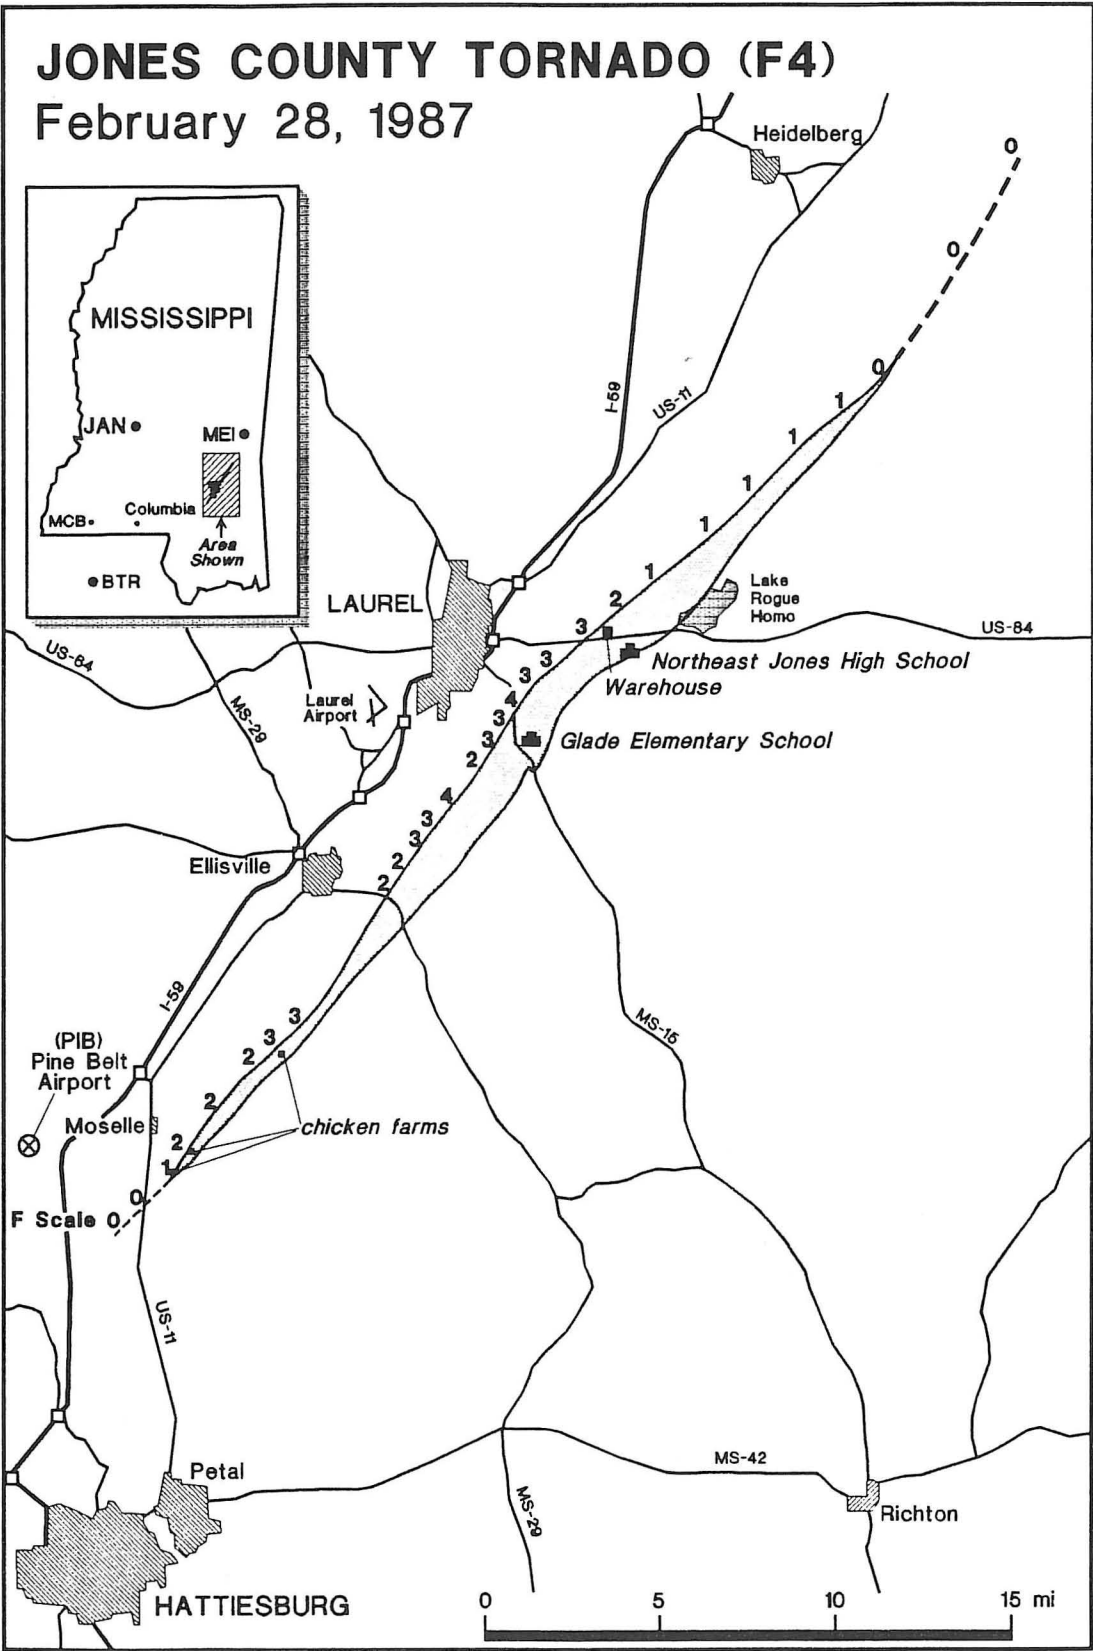 JONES COUNTY TORNADO (F4)
February 28, 1987
Heidelberg
0
0
MISSISSIPPI
JAN
MEI
MCB
Columbia
Area
Shown
BTR
I-59
US-11
0
1
1
1
1
1
2
3
3
3
4
3
3
2
4
3
3
2
2
LAUREL
Lake
Rogue
Homo
US-84
US-84
Northeast Jones High School
Warehouse
MS-29
Laurel
Airport
Glade Elementary School
Ellisville
I-59
3
3
2
2
2
1
0
MS-15
(PIB)
Pine Belt
Airport
Moselle
chicken farms
F Scale 0
US-11
Petal
MS-42
MS-29
Richton
HATTIESBURG
0 5 10 15 mi